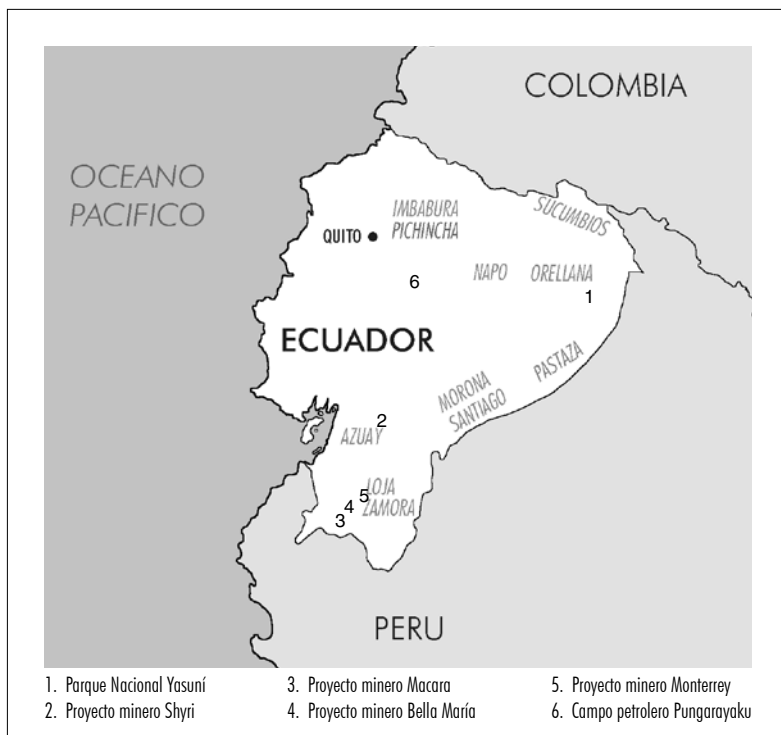 COLOMBIA
OCEANO
PACIFICO
IMBABURA
PICHINCHA
SUCUMBIOS
QUITO
NAPO
ORELLANA
6
1
ECUADOR
PASTAZA
MORONA
SANTIAGO
2
AZUAY
5
LOJA
4
ZAMORA
3
PERU
1. Parque Nacional Yasuní
2. Proyecto minero Shyri
3. Proyecto minero Macara
4. Proyecto minero Bella María
5. Proyecto minero Monterrey
6. Campo petrolero Pungarayaku